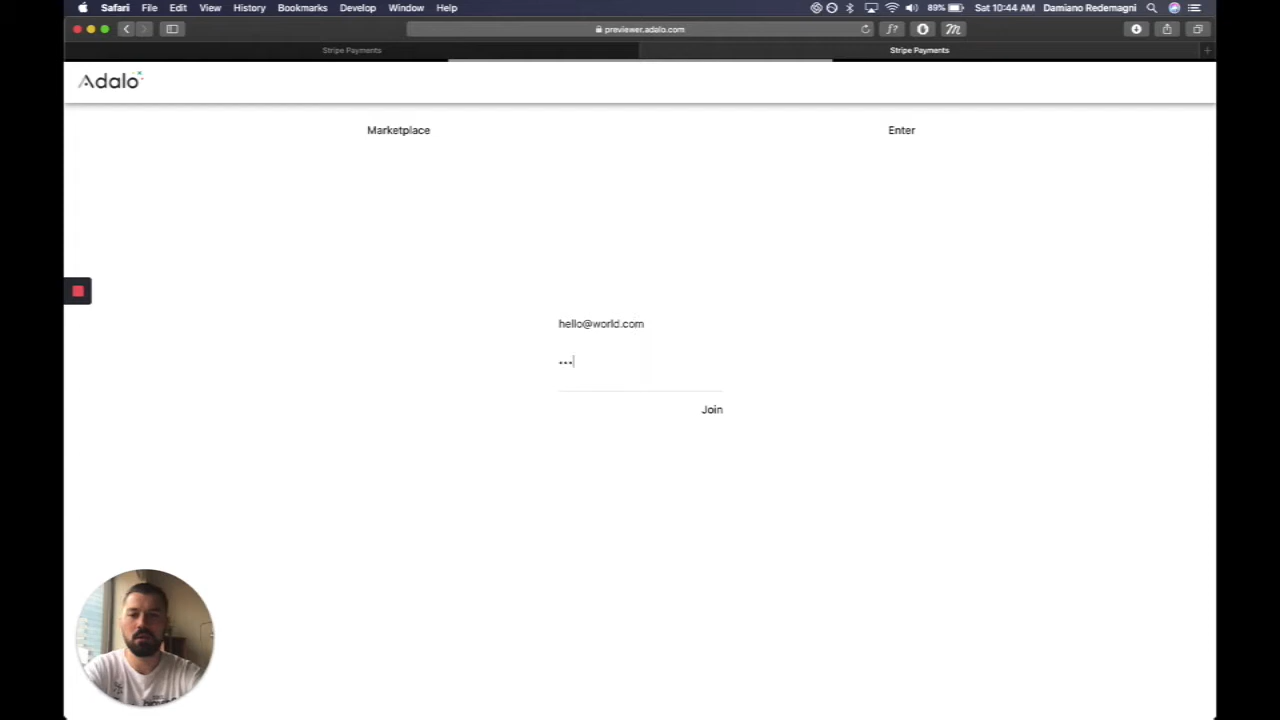 Safari File Edit View History Bookmarks Develop Window Help 89% Sat 10:44 AM Damiano Redemagni
previewer.adalo.com f? m
Stripe Payments Stripe Payments +
Adalo
Marketplace Enter
hello@world.com
•••
Join